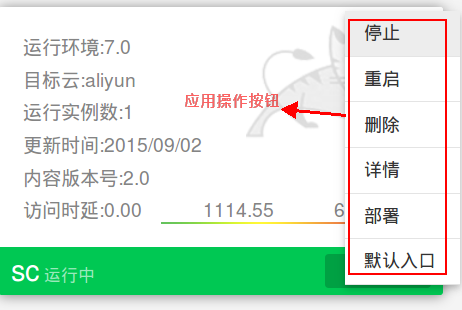 运行环境:7.0
目标云:aliyun
运行实例数:1
更新时间:2015/09/02
内容版本号:2.0
访问时延:0.00 1114.55 6
SC 运行中
应用操作按钮
停止
重启
删除
详情
部署
默认入口